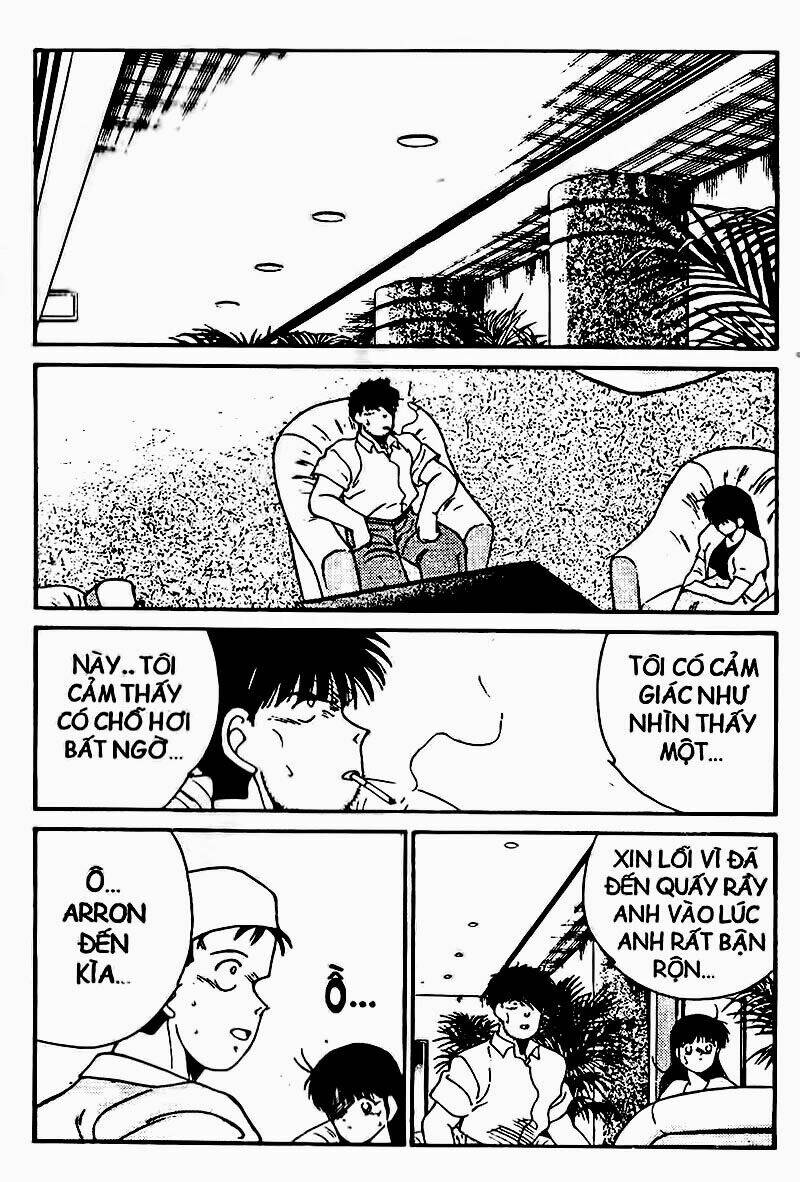 NÀY.. TÔI
CẢM THẤY
CÓ CHỖ HƠI
BẤT NGỜ...
TÔI CÓ CẢM
GIÁC NHƯ
NHÌN THẤY
MỘT...
Ô...
ARRON
ĐẾN
KÌA...
Ồ...
XIN LỖI VÌ ĐÃ
ĐẾN QUẤY RẦY
ANH VÀO LÚC
ANH RẤT BẬN
RỘN...